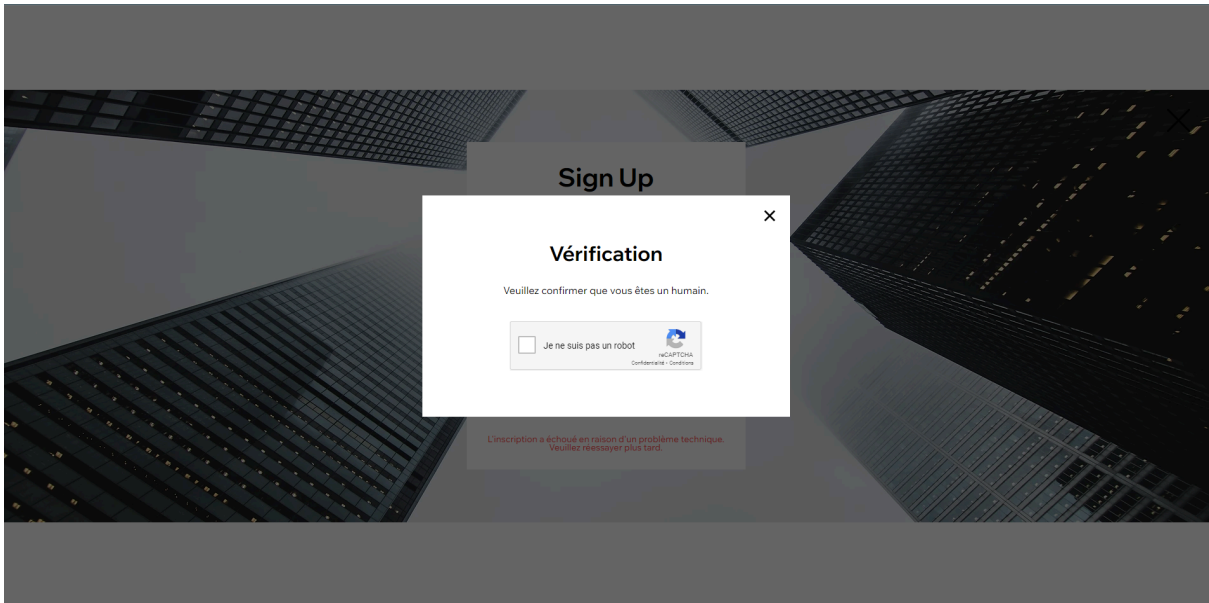 Sign Up
Vérification
Veuillez confirmer que vous êtes un humain.
Je ne suis pas un robot
reCAPTCHA
Confidentialité - Conditions
L'inscription a échoué en raison d'un problème technique.
Veuillez réessayer plus tard.